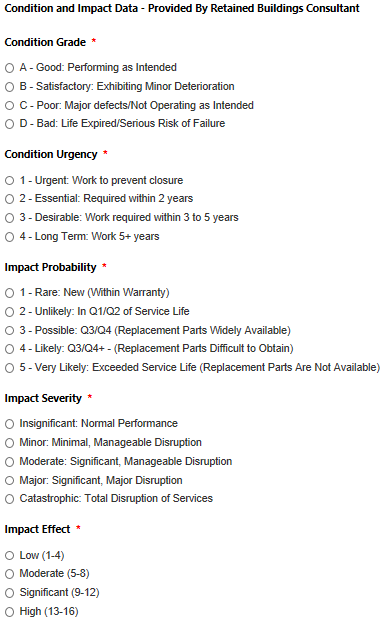 Condition and Impact Data - Provided By Retained Buildings Consultant
Condition Grade *
A - Good: Performing as Intended
B - Satisfactory: Exhibiting Minor Deterioration
C - Poor: Major defects/Not Operating as Intended
D - Bad: Life Expired/Serious Risk of Failure
Condition Urgency *
1 - Urgent: Work to prevent closure
2 - Essential: Required within 2 years
3 - Desirable: Work required within 3 to 5 years
4 - Long Term: Work 5+ years
Impact Probability *
1 - Rare: New (Within Warranty)
2 - Unlikely: In Q1/Q2 of Service Life
3 - Possible: Q3/Q4 (Replacement Parts Widely Available)
4 - Likely: Q3/Q4+ - (Replacement Parts Difficult to Obtain)
5 - Very Likely: Exceeded Service Life (Replacement Parts Are Not Available)
Impact Severity *
Insignificant: Normal Performance
Minor: Minimal, Manageable Disruption
Moderate: Significant, Manageable Disruption
Major: Significant, Major Disruption
Catastrophic: Total Disruption of Services
Impact Effect *
Low (1-4)
Moderate (5-8)
Significant (9-12)
High (13-16)